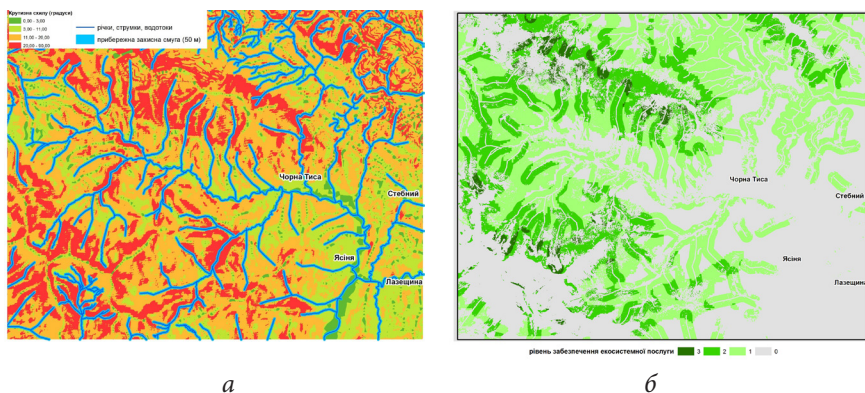 Крутизна схилу (градуси)
0,00 - 3,00
3,00 - 11,00
11,00 - 20,00
20,00 - 60,00
річки, струмки, водотоки
прибережна закисна смуга (50 м)
Чорна Тиса
Стебний
Ясіня
Лазещина
Чорна Тиса
Стебний
Ясіня
Лазещина
рівень забезпечення екосистемної послуги 3 2 1 0
а
б